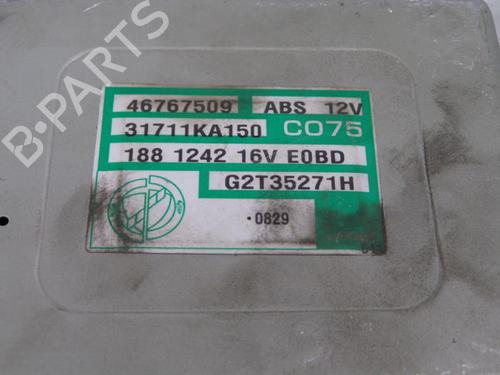 46767509 ABS 12V
31711KA150 C075
188 1242 16V E0BD
G2T35271H
·0829
B-PARTS